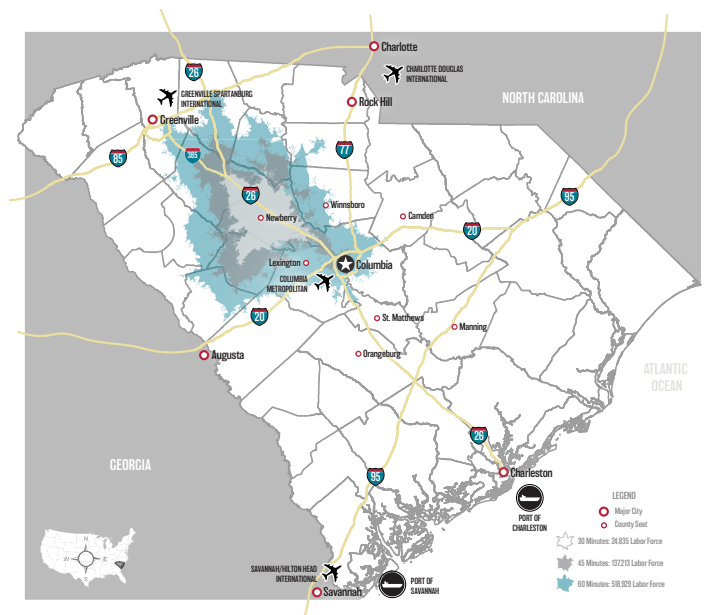 Charlotte
26
CHARLOTTE DOUGLAS
INTERNATIONAL
GREENVILLE SPARTANBURG
INTERNATIONAL
Rock Hill
NORTH CAROLINA
Greenville
77
85
385
26
95
Winnsboro
Newberry
Camden
20
Lexington
Columbia
COLUMBIA
METROPOLITAN
20
St. Matthews
Manning
Augusta
Orangeburg
ATLANTIC
OCEAN
26
GEORGIA
95
Charleston
PORT OF
CHARLESTON
LEGEND
Major City
County Seat
30 Minutes: 24,835 Labor Force
45 Minutes: 137,213 Labor Force
60 Minutes: 518,929 Labor Force
N
W
E
S
SAVANNAH/HILTON HEAD
INTERNATIONAL
Savannah
PORT OF
SAVANNAH